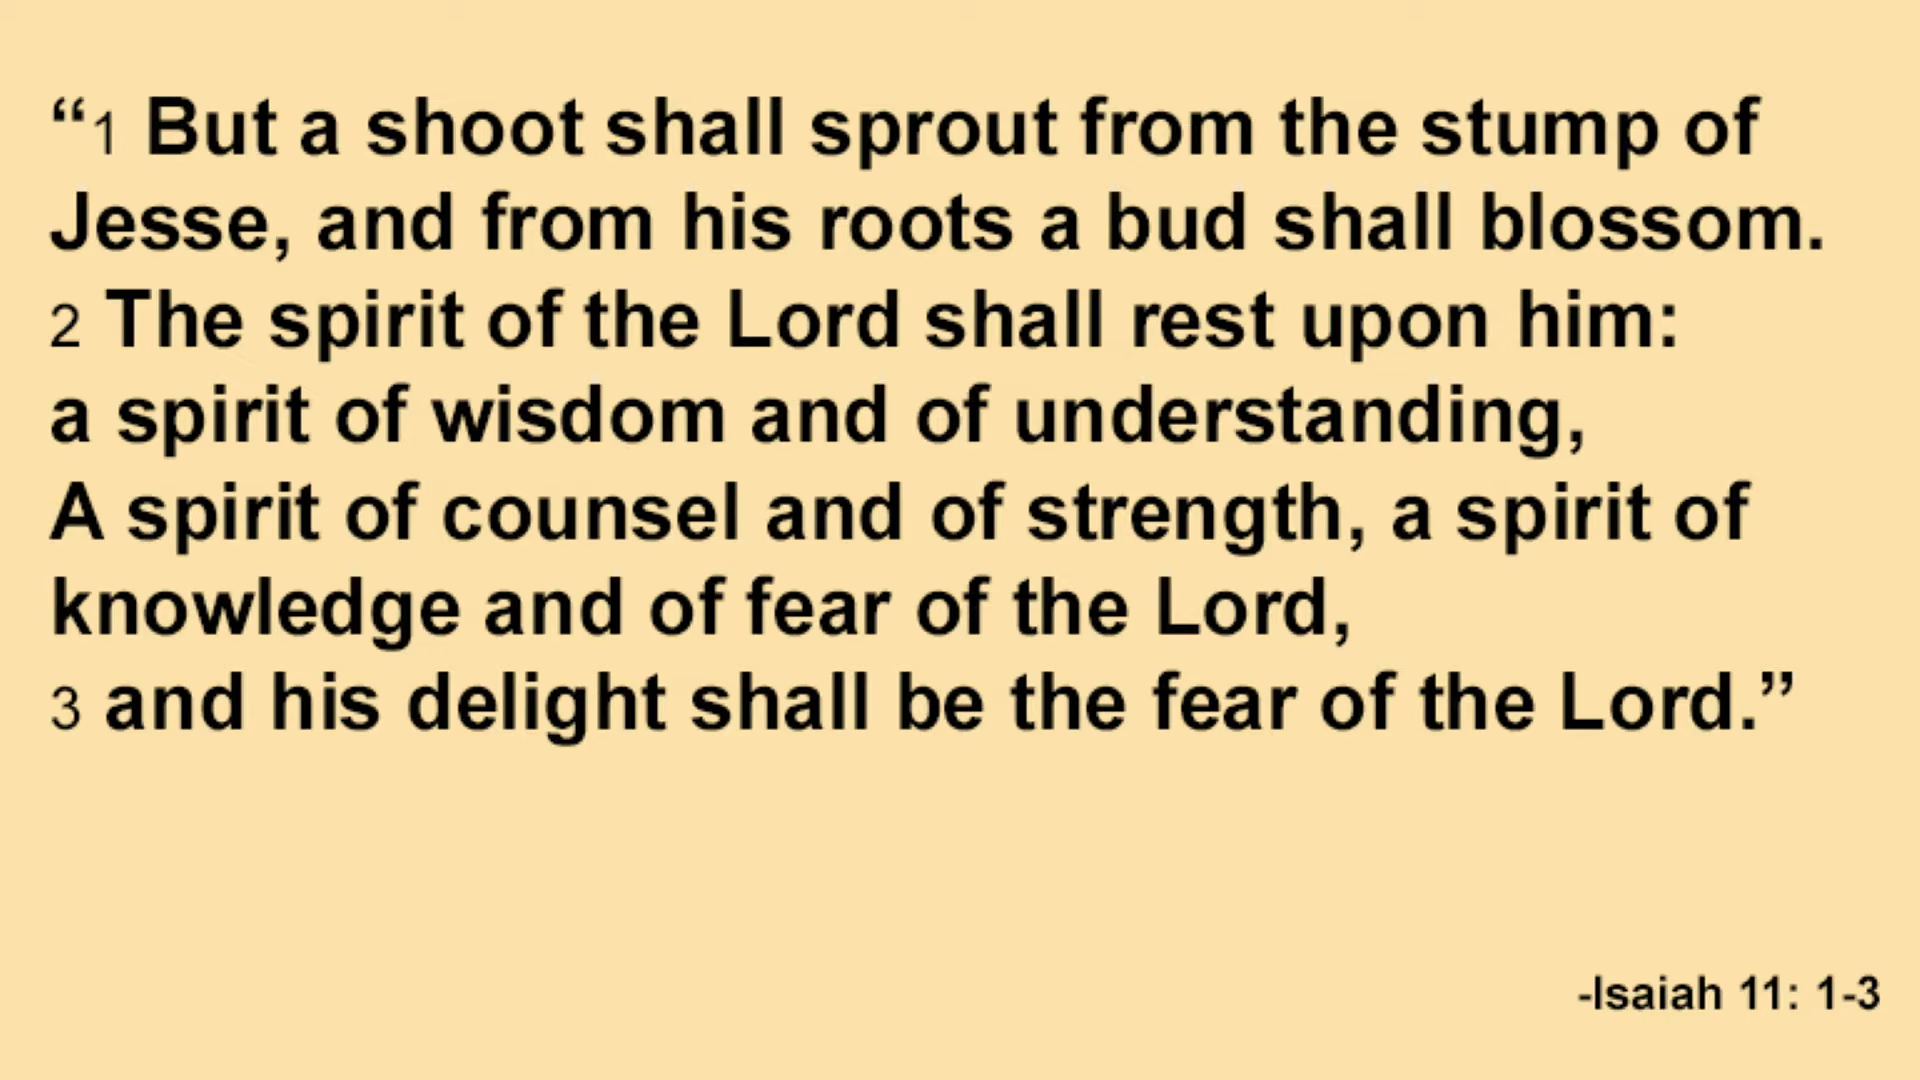 “1 But a shoot shall sprout from the stump of
Jesse, and from his roots a bud shall blossom.
2 The spirit of the Lord shall rest upon him:
a spirit of wisdom and of understanding,
A spirit of counsel and of strength, a spirit of
knowledge and of fear of the Lord,
3 and his delight shall be the fear of the Lord.”
-Isaiah 11: 1-3